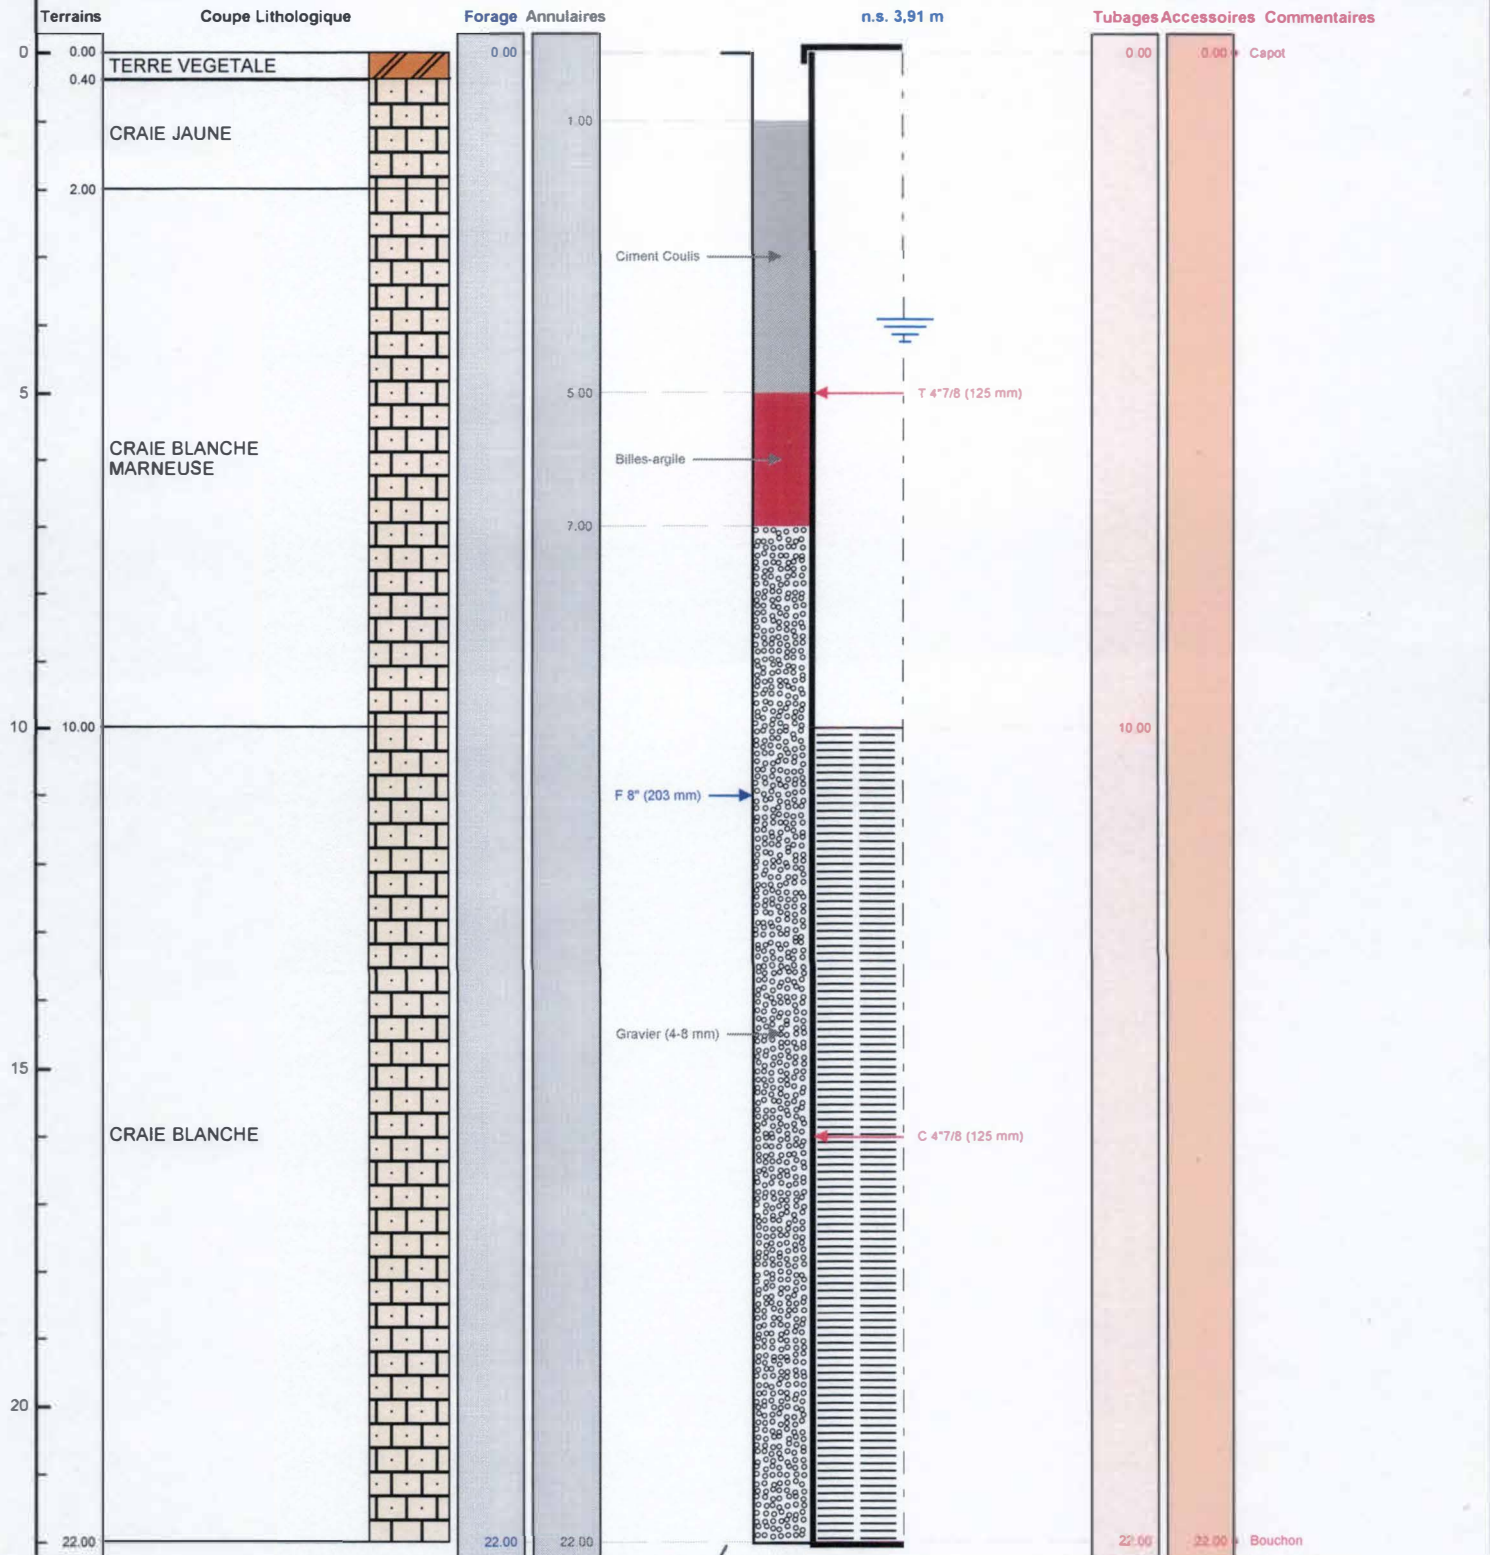 Terrains Coupe Lithologique Forage Annulaires n.s. 3,91 m Tubages Accessoires Commentaires
0 0.00 TERRE VEGETALE 0.00 0.00 0.00 Capot
0.40
1.00
CRAIE JAUNE
2.00
Ciment Coulis
5 5.00 T 4"7/8 (125 mm)
CRAIE BLANCHE
MARNEUSE
Billes-argile
7.00
10 10.00 10.00
F 8" (203 mm)
Gravier (4-8 mm)
15
CRAIE BLANCHE C 4"7/8 (125 mm)
20
22.00 22.00 22.00 22.00 22.00 Bouchon